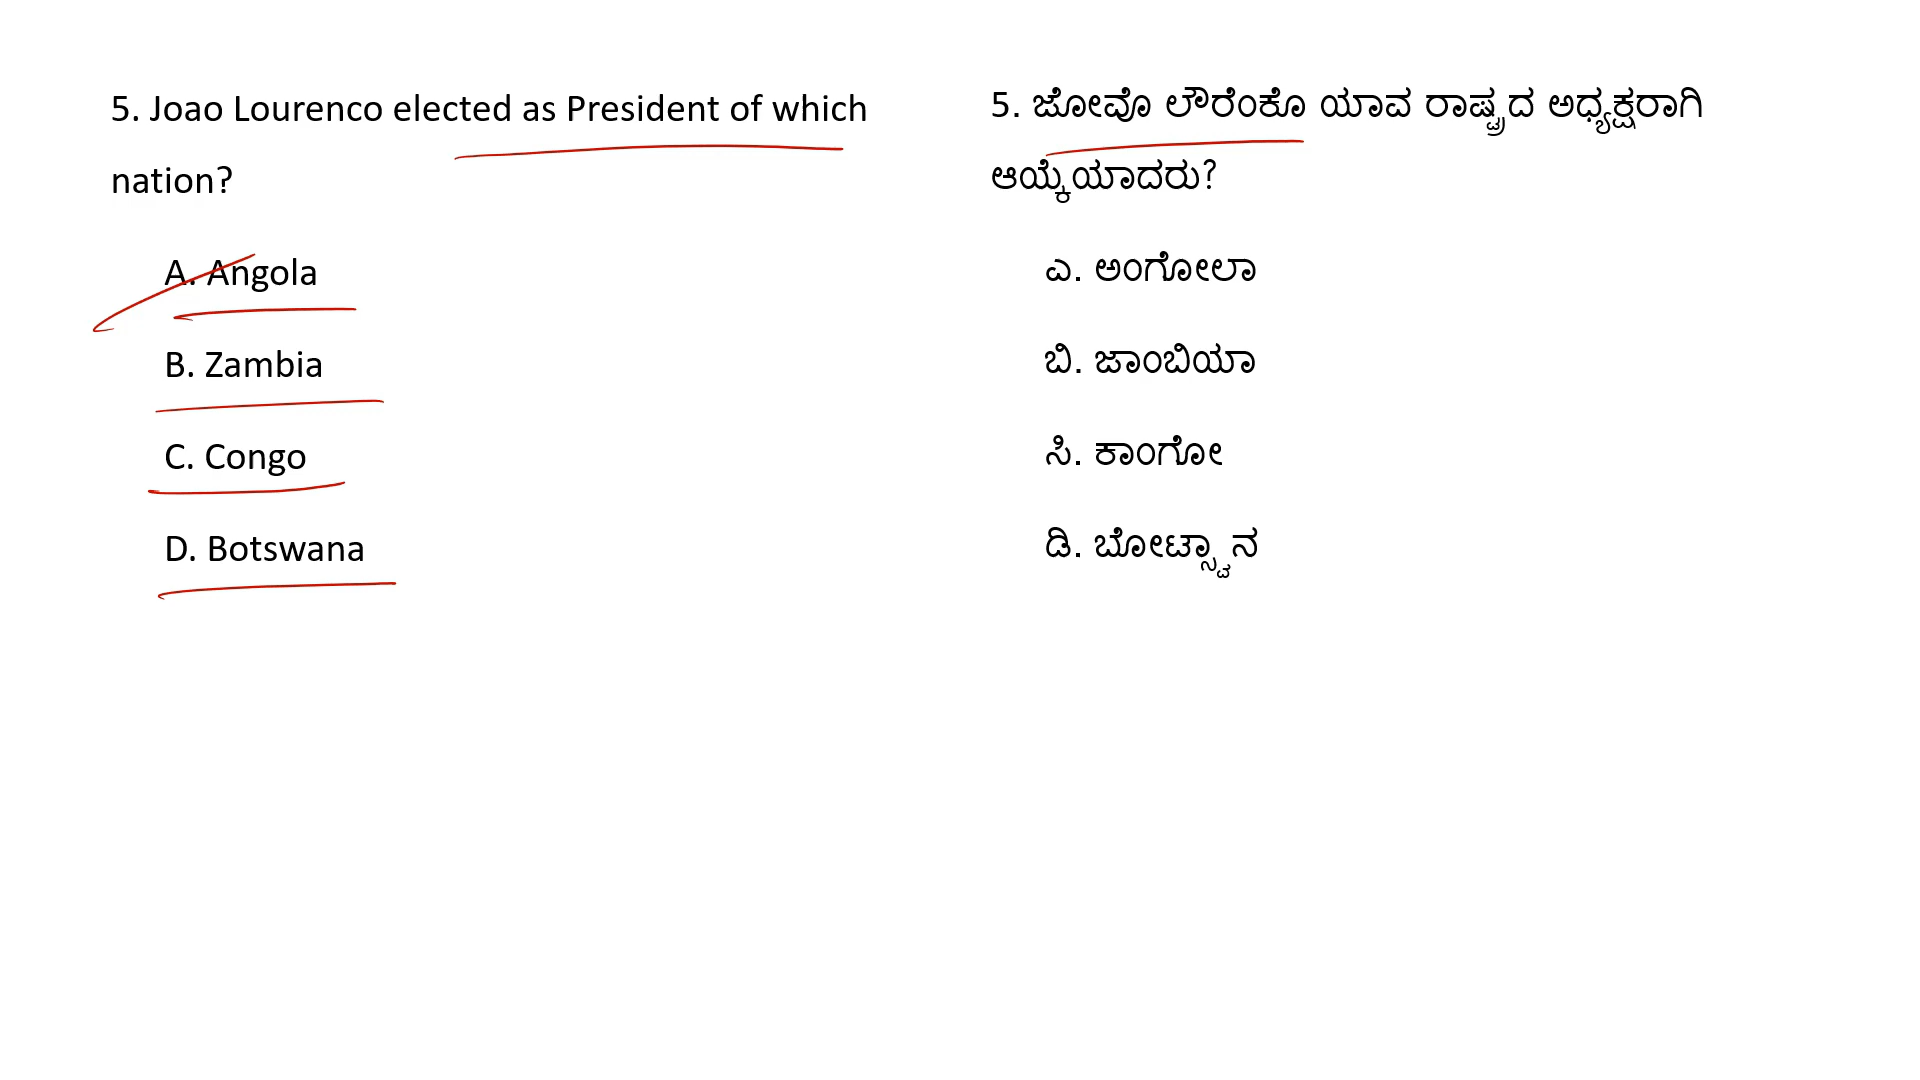 5. Joao Lourenco elected as President of which
nation?
A. Angola
B. Zambia
C. Congo
D. Botswana
5. ಜೋವೊ ಲೌರೆಂಕೊ ಯಾವ ರಾಷ್ಟ್ರದ ಅಧ್ಯಕ್ಷರಾಗಿ
ಆಯ್ಕೆಯಾದರು?
ಎ. ಅಂಗೋಲಾ
ಬಿ. ಜಾಂಬಿಯಾ
ಸಿ. ಕಾಂಗೋ
ಡಿ. ಬೋಟ್ಸ್ವಾನ